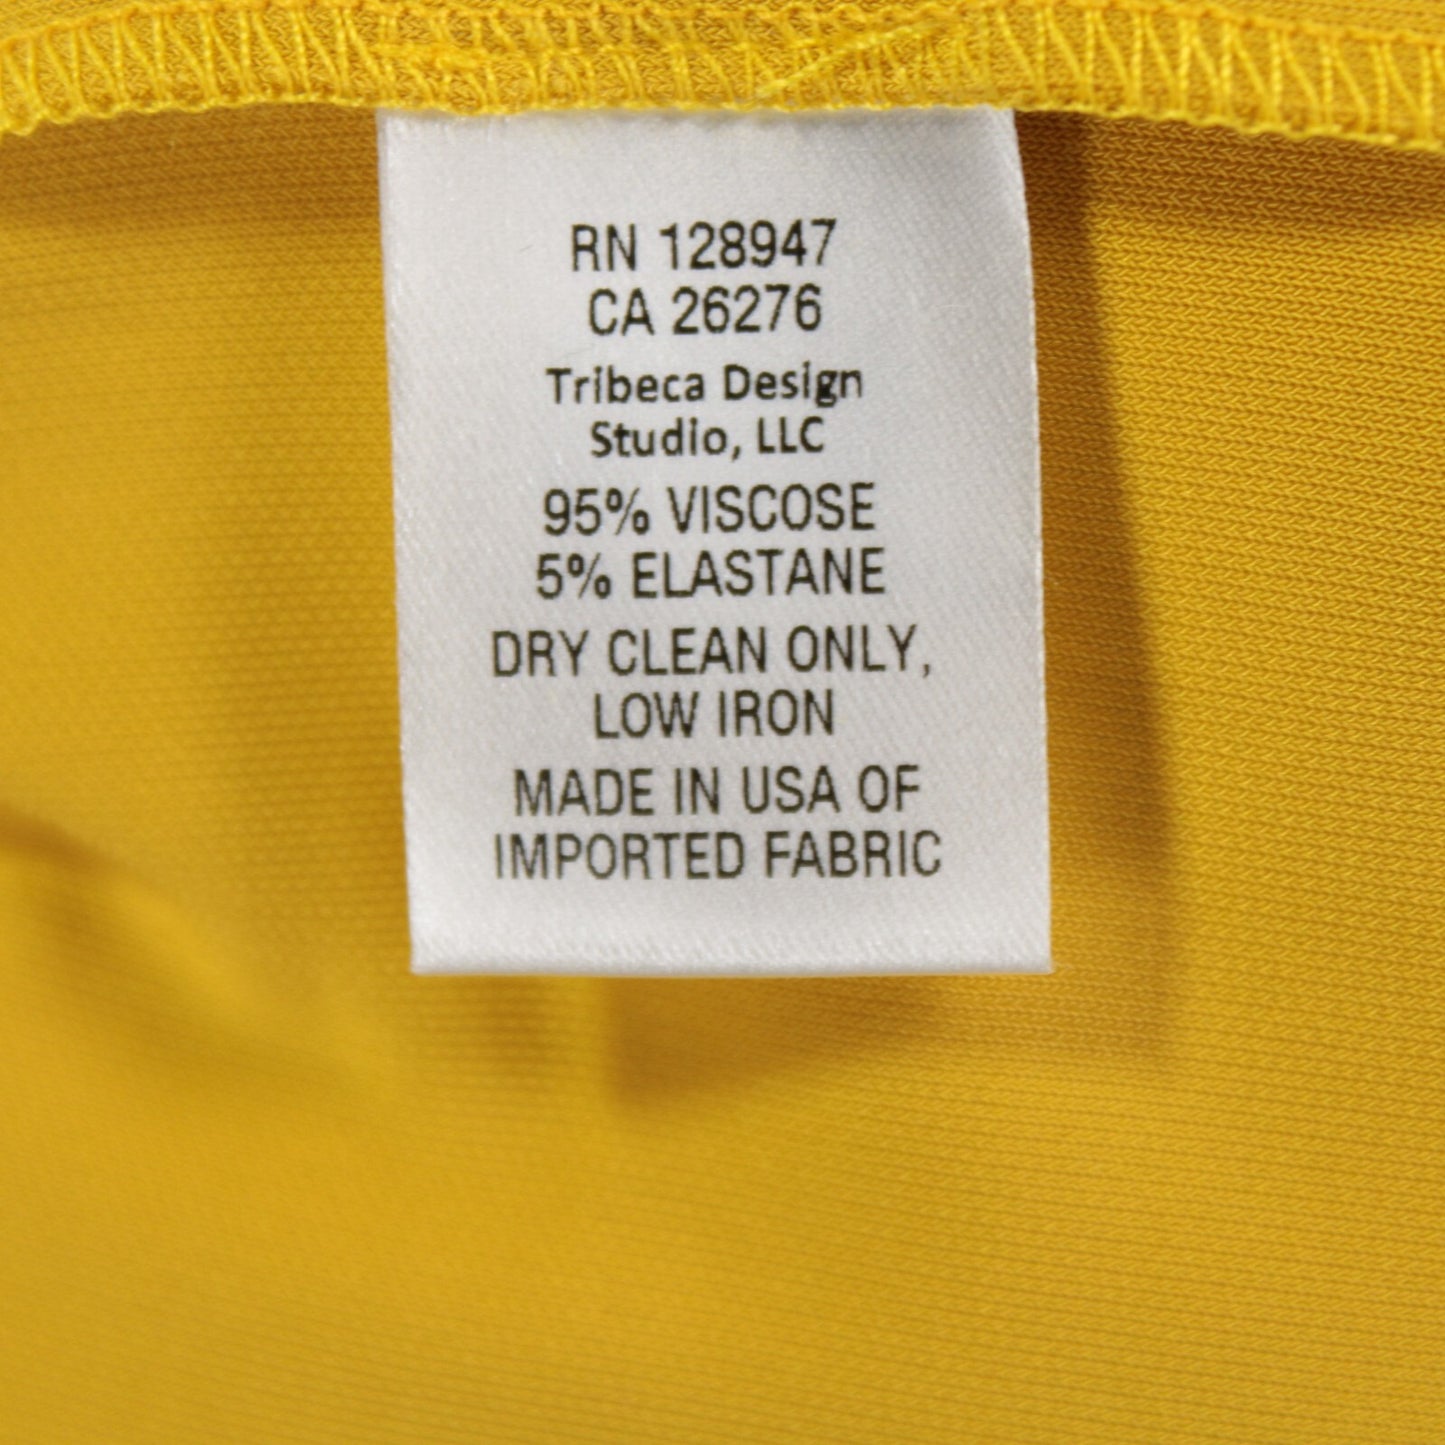 RN 128947
CA 26276
Tribeca Design
Studio, LLC
95% VISCOSE
5% ELASTANE
DRY CLEAN ONLY,
LOW IRON
MADE IN USA OF
IMPORTED FABRIC